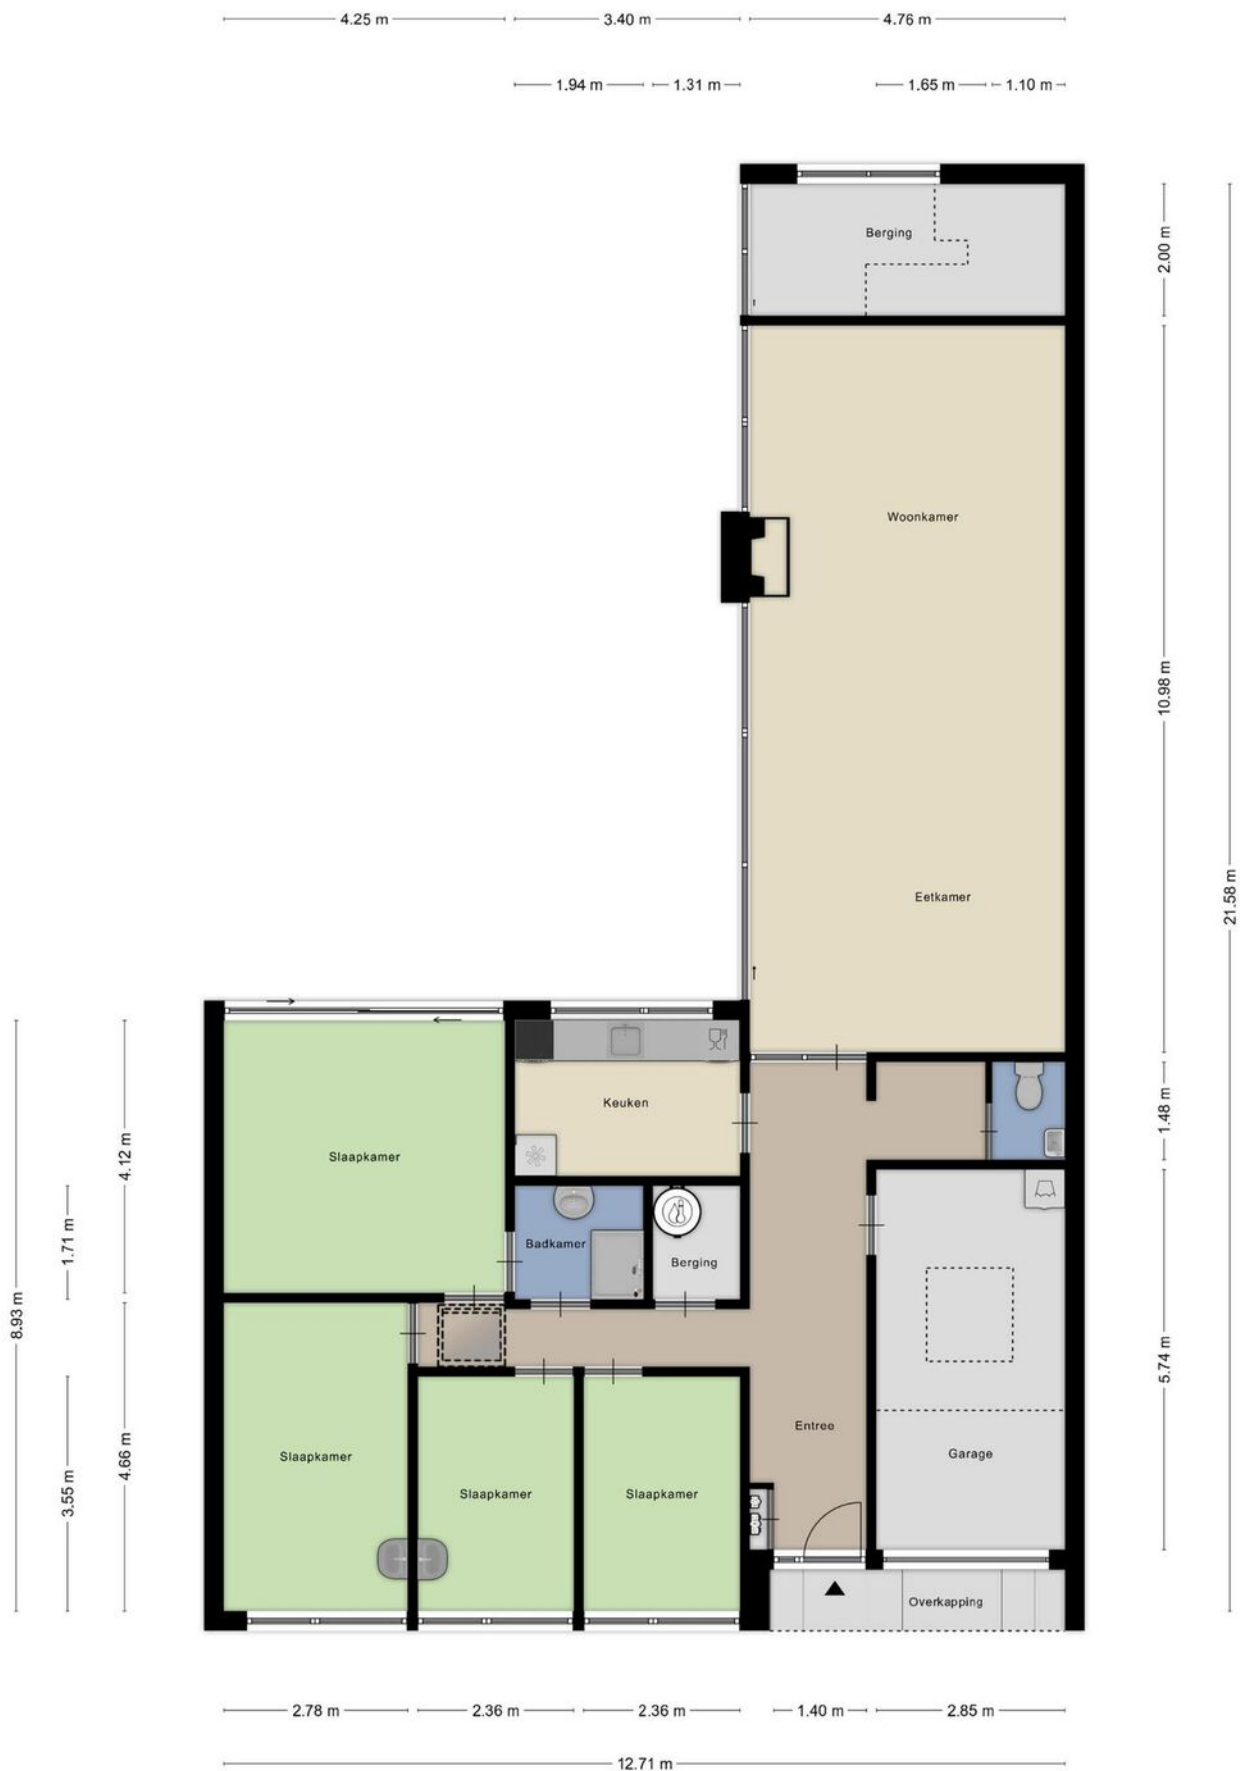 4.25 m
3.40 m
4.76 m
1.94 m
1.31 m
1.65 m
1.10 m
Berging
2.00 m
Woonkamer
10.98 m
Eetkamer
21.58 m
Keuken
1.48 m
Slaapkamer
4.12 m
1.71 m
Badkamer
Berging
8.93 m
5.74 m
Entree
Garage
Slaapkamer
Slaapkamer
Slaapkamer
4.66 m
3.55 m
Overkapping
2.78 m
2.36 m
2.36 m
1.40 m
2.85 m
12.71 m